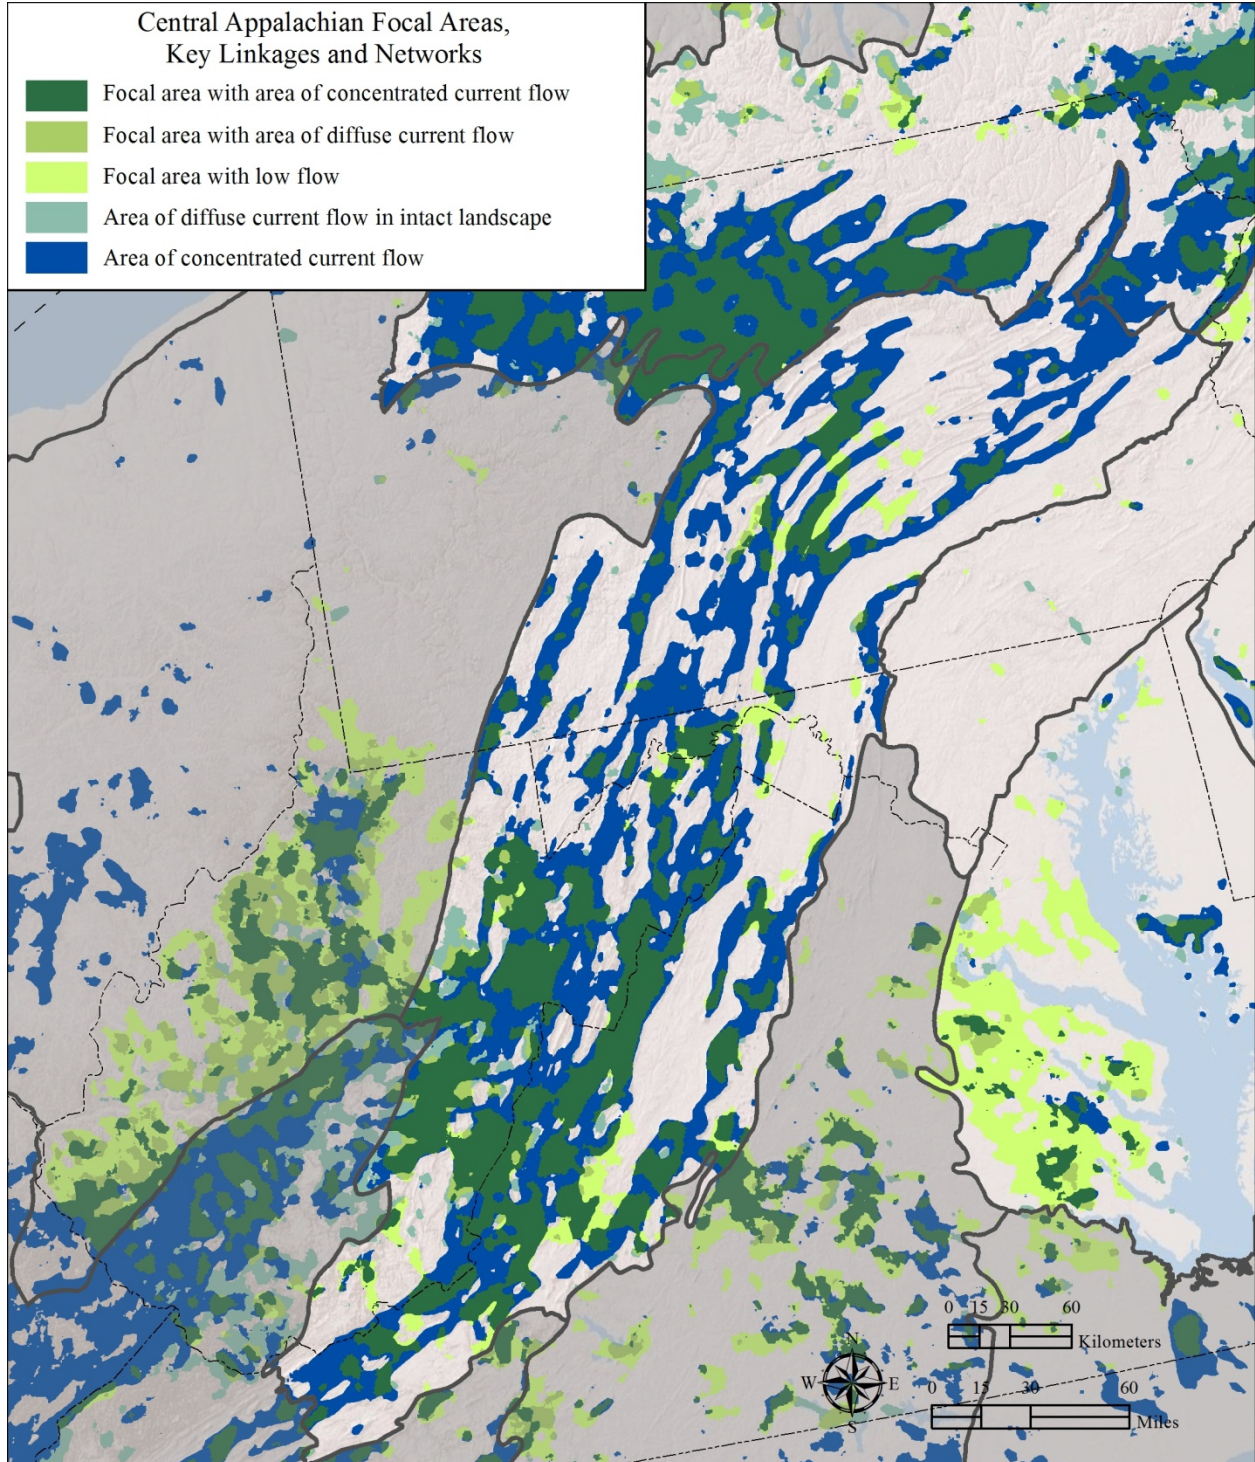 Central Appalachian Focal Areas,
Key Linkages and Networks
Focal area with area of concentrated current flow
Focal area with area of diffuse current flow
Focal area with low flow
Area of diffuse current flow in intact landscape
Area of concentrated current flow
0 15 30 60
Kilometers
N
W E
S
0 15 30 60
Miles